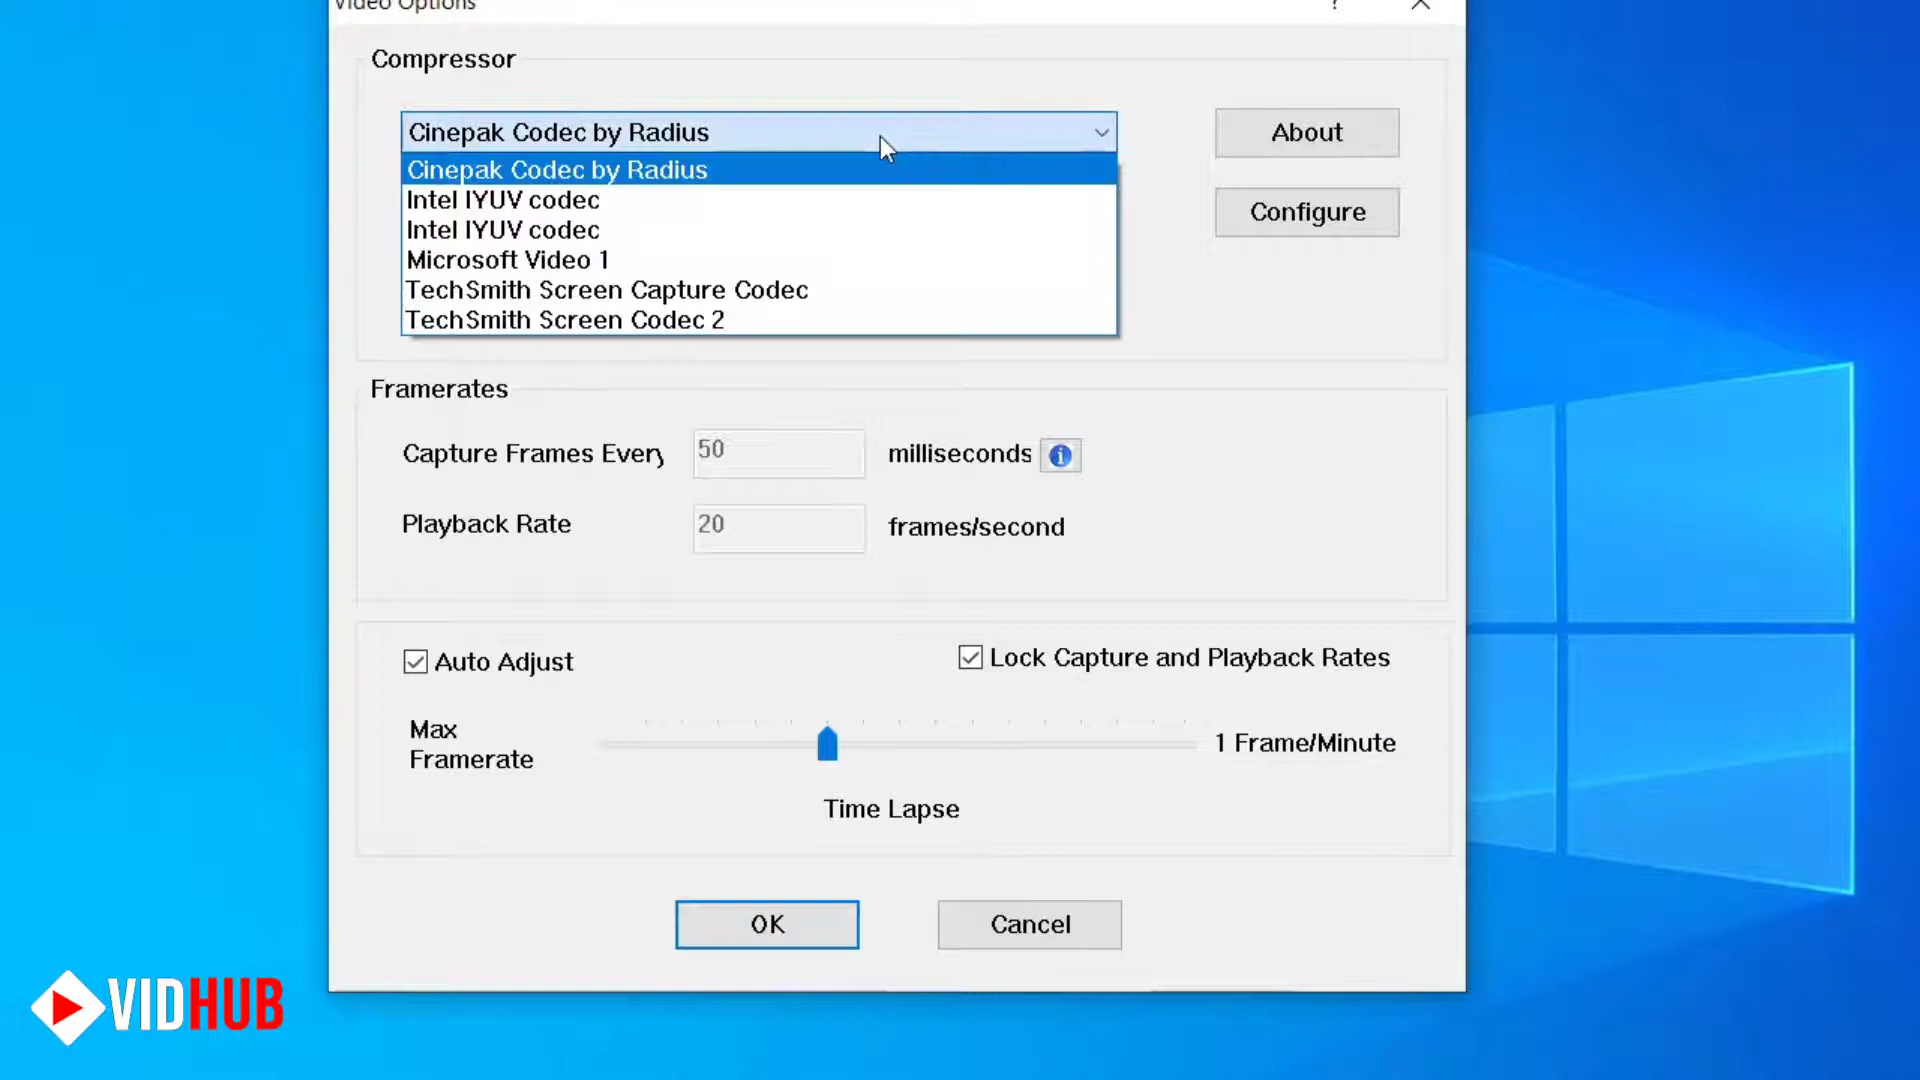 Video Options
Compressor
Cinepak Codec by Radius
Cinepak Codec by Radius
Intel IYUV codec
Intel IYUV codec
Microsoft Video 1
TechSmith Screen Capture Codec
TechSmith Screen Codec 2
About
Configure
Framerates
Capture Frames Every 50 milliseconds
Playback Rate 20 frames/second
Auto Adjust
Lock Capture and Playback Rates
Max
Framerate
1 Frame/Minute
Time Lapse
OK
Cancel
VIDHUB